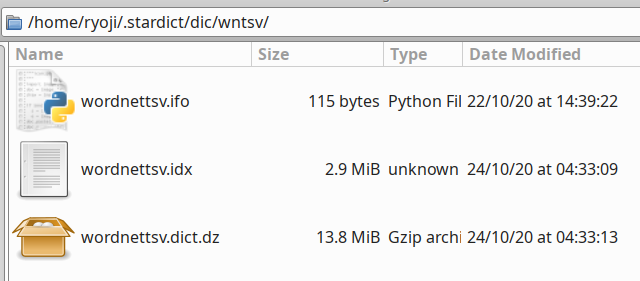 /home/ryoji/.stardict/dic/wntsv/
Name Size Type Date Modified
wordnettsv.ifo 115 bytes Python Fil 22/10/20 at 14:39:22
wordnettsv.idx 2.9 MiB unknown 24/10/20 at 04:33:09
wordnettsv.dict.dz 13.8 MiB Gzip archi 24/10/20 at 04:33:13